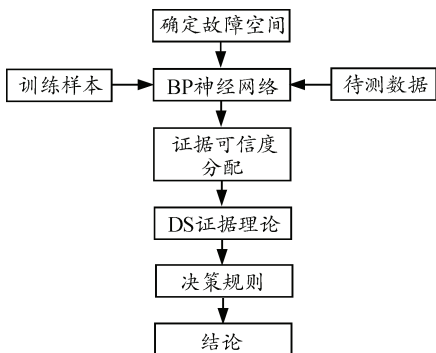 确定故障空间
训练样本
BP神经网络
待测数据
证据可信度
分配
DS证据理论
决策规则
结论